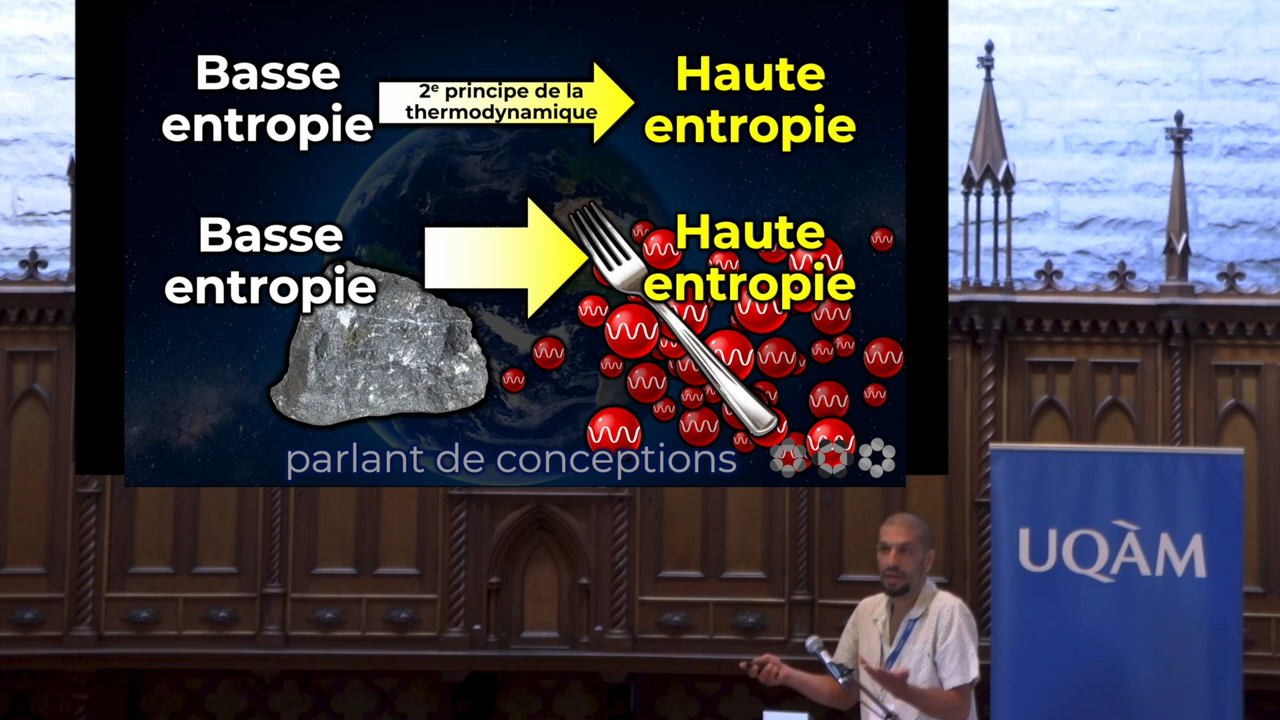 Basse
entropie
2e principe de la
thermodynamique
Haute
entropie
Basse
entropie
Haute
entropie
parlant de conceptions
UQÀM